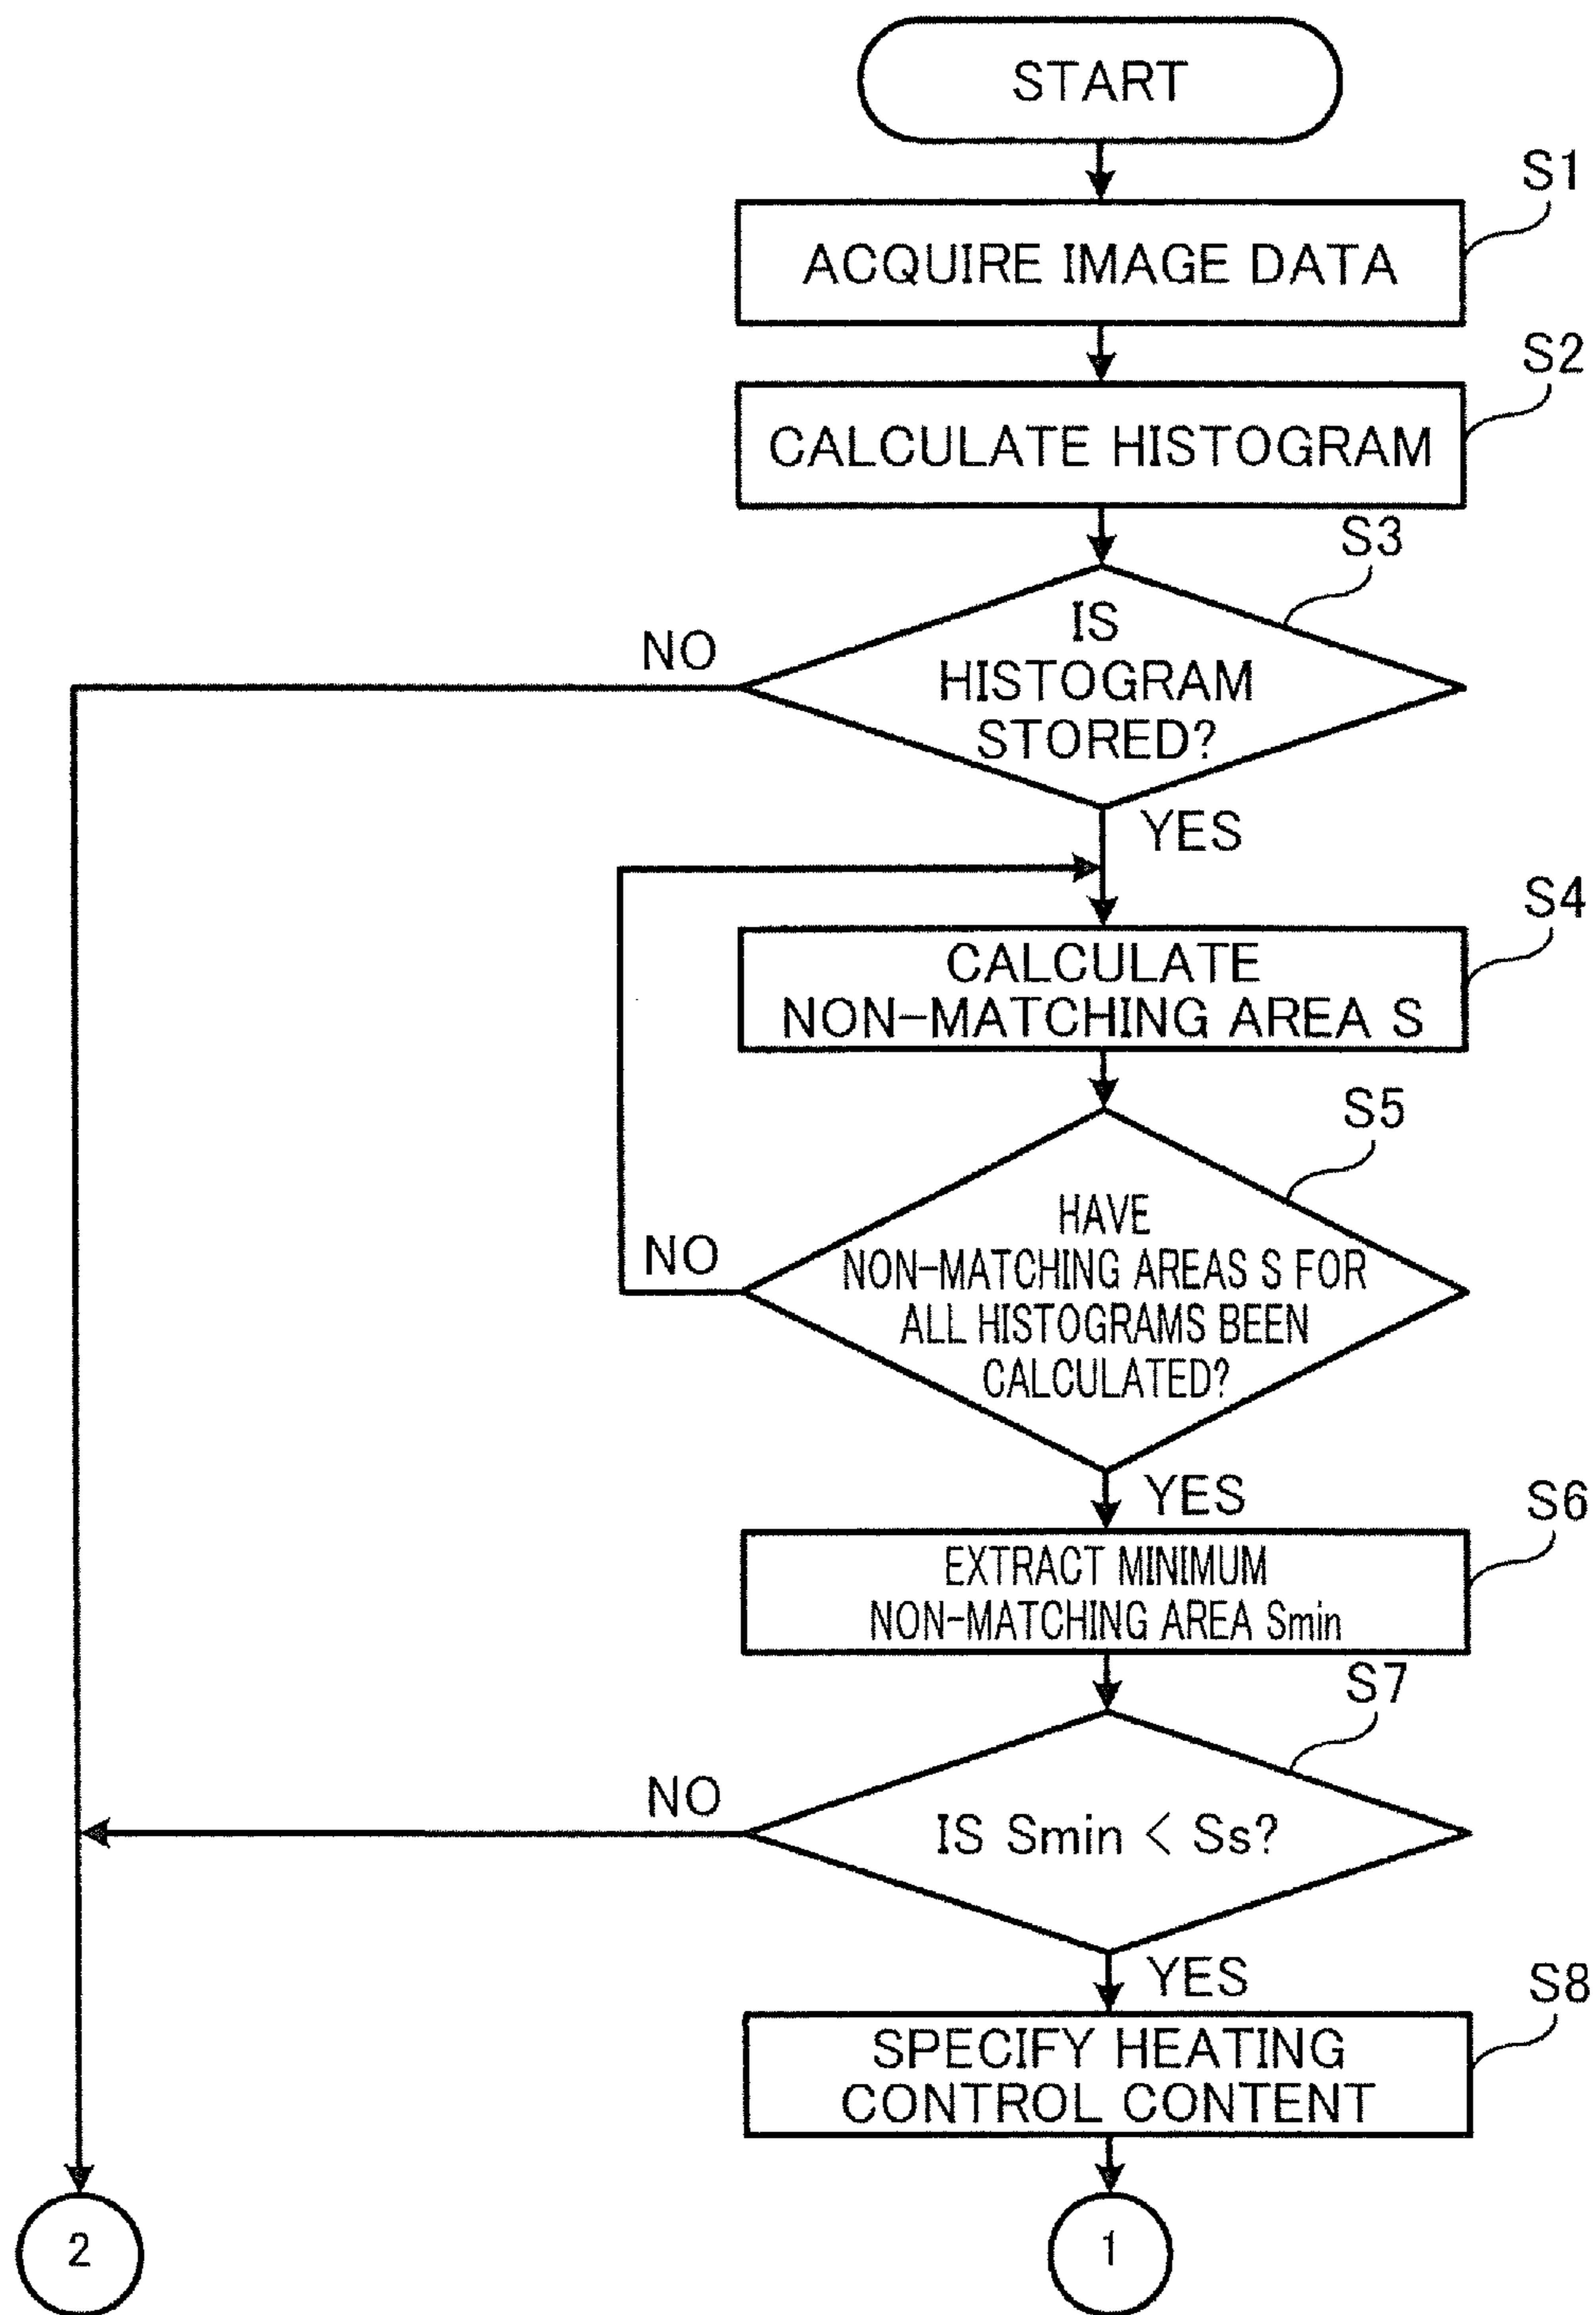 START
S1
ACQUIRE IMAGE DATA
S2
CALCULATE HISTOGRAM
S3
IS
HISTOGRAM
STORED?
NO
YES
S4
CALCULATE
NON-MATCHING AREA S
S5
HAVE
NON-MATCHING AREAS S FOR
ALL HISTOGRAMS BEEN
CALCULATED?
NO
YES
S6
EXTRACT MINIMUM
NON-MATCHING AREA Smin
S7
IS Smin < Ss?
NO
YES
S8
SPECIFY HEATING
CONTROL CONTENT
2
1